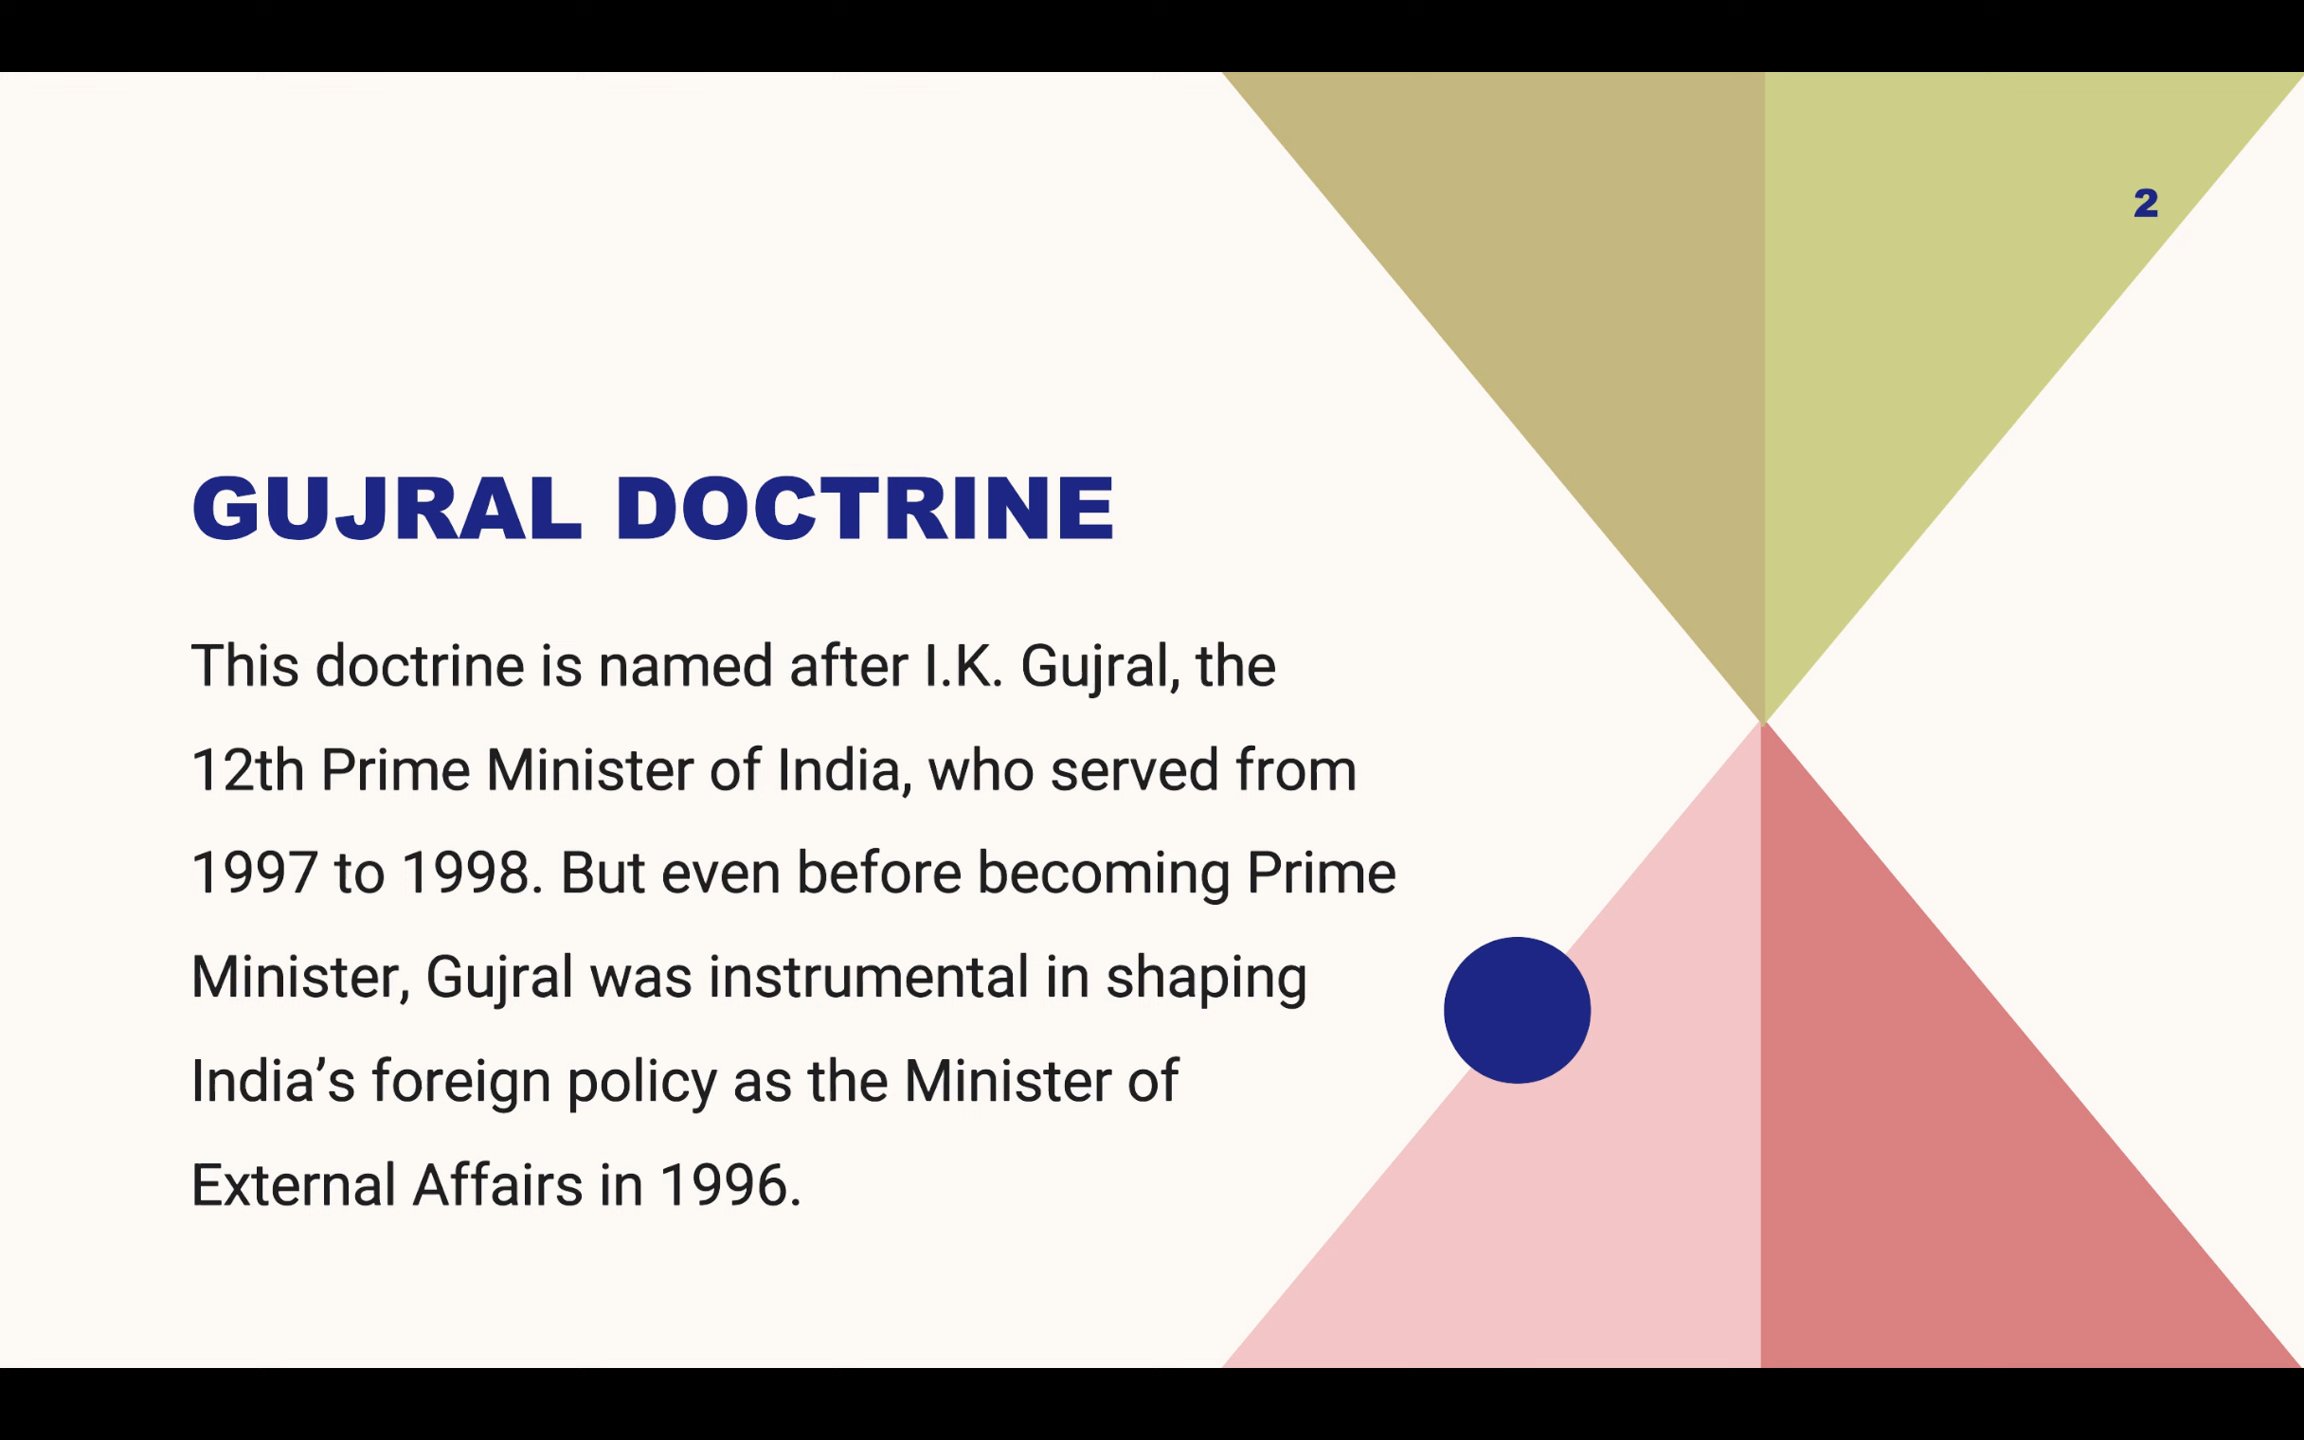 2
GUJRAL DOCTRINE
This doctrine is named after I.K. Gujral, the
12th Prime Minister of India, who served from
1997 to 1998. But even before becoming Prime
Minister, Gujral was instrumental in shaping
India’s foreign policy as the Minister of
External Affairs in 1996.